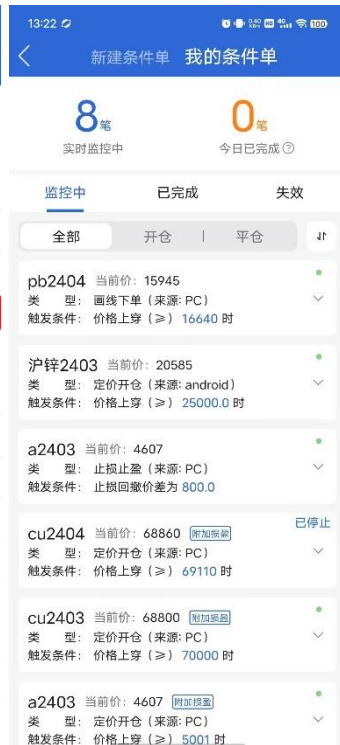 13:22
新建条件单 我的条件单
8笔 0笔
实时监控中 今日已完成
监控中 已完成 失效
全部 开仓 平仓
pb2404 当前价: 15945
类 型: 画线下单（来源: PC）
触发条件: 价格上穿（≥）16640 时
沪锌2403 当前价: 20585
类 型: 定价开仓（来源: android）
触发条件: 价格上穿（≥）25000.0 时
a2403 当前价: 4607
类 型: 止损止盈（来源: PC）
触发条件: 止损回撤价差为 800.0
已停止
cu2404 当前价: 68860 附加损盈
类 型: 定价开仓（来源: PC）
触发条件: 价格上穿（≥）69110 时
cu2403 当前价: 68800 附加损盈
类 型: 定价开仓（来源: PC）
触发条件: 价格上穿（≥）70000 时
a2403 当前价: 4607 附加损盈
类 型: 定价开仓（来源: PC）
触发条件: 价格上穿（≥）5001 时